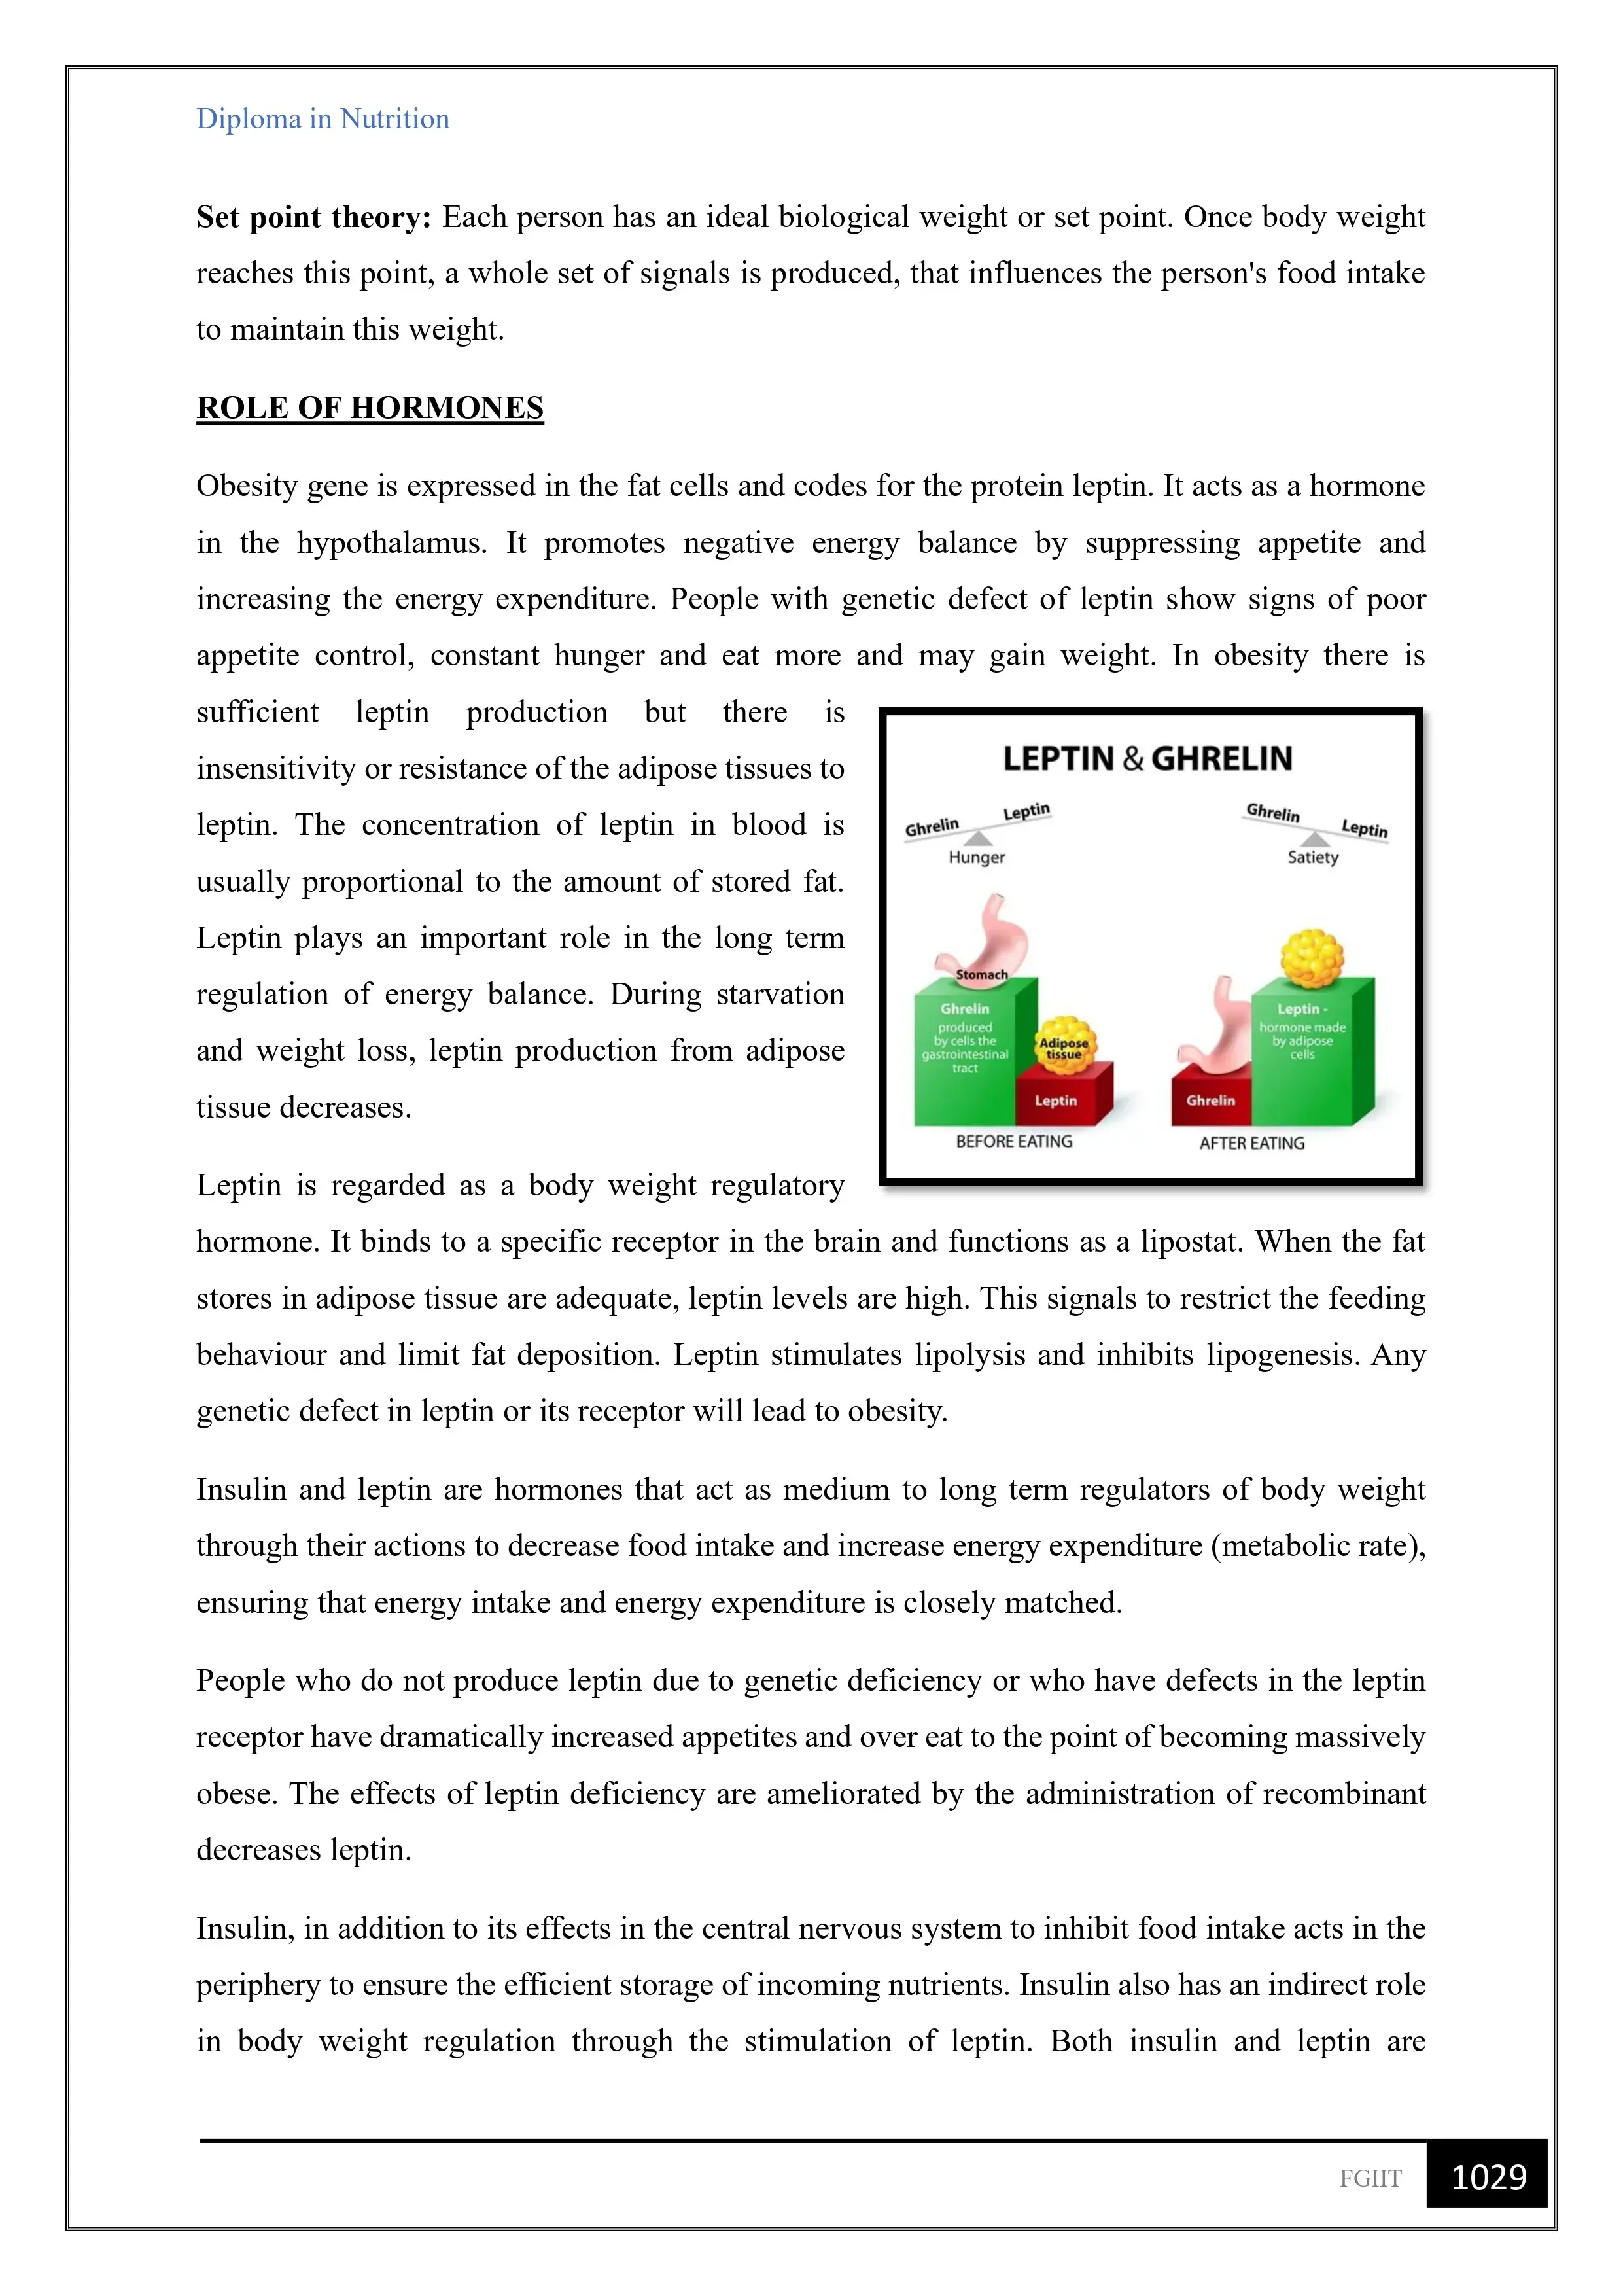 Diploma in Nutrition
Set point theory: Each person has an ideal biological weight or set point. Once body weight
reaches this point, a whole set of signals is produced, that influences the person's food intake
to maintain this weight.
ROLE OF HORMONES
Obesity gene is expressed in the fat cells and codes for the protein leptin. It acts as a hormone
in the hypothalamus. It promotes negative energy balance by suppressing appetite and
increasing the energy expenditure. People with genetic defect of leptin show signs of poor
appetite control, constant hunger and eat more and may gain weight. In obesity there is
sufficient leptin production but there is
insensitivity or resistance of the adipose tissues to
leptin. The concentration of leptin in blood is
usually proportional to the amount of stored fat.
Leptin plays an important role in the long term
regulation of energy balance. During starvation
and weight loss, leptin production from adipose
tissue decreases.
LEPTIN & GHRELIN
Ghrelin Leptin
Hunger
Ghrelin Leptin
Satiety
Stomach
Ghrelin
produced
by cells the
gastrointestinal
tract
Adipose
tissue
Leptin
BEFORE EATING
Leptin -
hormone made
by adipose
cells
Ghrelin
AFTER EATING
Leptin is regarded as a body weight regulatory
hormone. It binds to a specific receptor in the brain and functions as a lipostat. When the fat
stores in adipose tissue are adequate, leptin levels are high. This signals to restrict the feeding
behaviour and limit fat deposition. Leptin stimulates lipolysis and inhibits lipogenesis. Any
genetic defect in leptin or its receptor will lead to obesity.
Insulin and leptin are hormones that act as medium to long term regulators of body weight
through their actions to decrease food intake and increase energy expenditure (metabolic rate),
ensuring that energy intake and energy expenditure is closely matched.
People who do not produce leptin due to genetic deficiency or who have defects in the leptin
receptor have dramatically increased appetites and over eat to the point of becoming massively
obese. The effects of leptin deficiency are ameliorated by the administration of recombinant
decreases leptin.
Insulin, in addition to its effects in the central nervous system to inhibit food intake acts in the
periphery to ensure the efficient storage of incoming nutrients. Insulin also has an indirect role
in body weight regulation through the stimulation of leptin. Both insulin and leptin are
FGIIT 1029